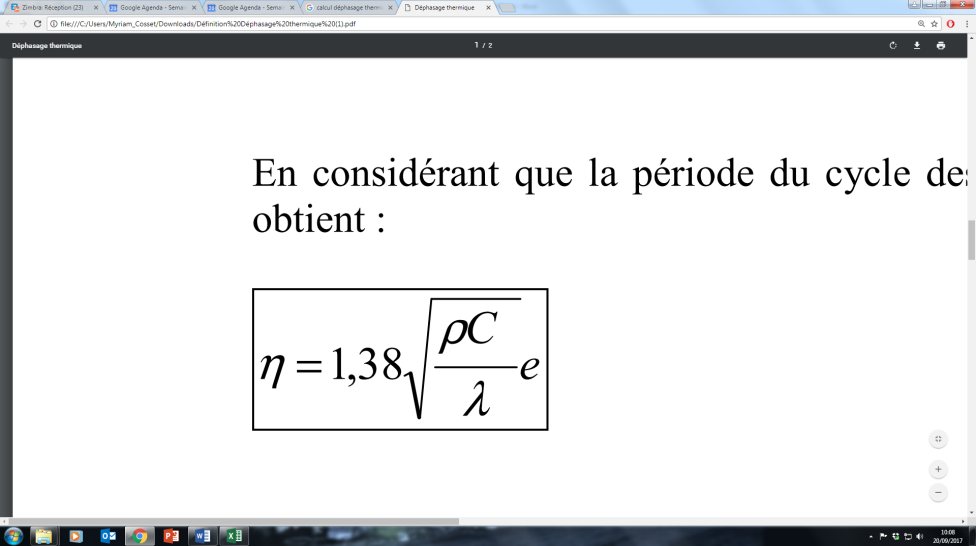 Zimbra: Réception (23)
Google Agenda - Sema
Google Agenda - Sema
calcul déphasage therm
Déphasage thermique
file:///C:/Users/Myriam_Cosset/Downloads/Définition%20Déphasage%20thermique%20(1).pdf
Déphasage thermique
1 / 2
En considérant que la période du cycle de
obtient :
η = 1,38 √(ρC/λ) e
10:08
20/09/2017